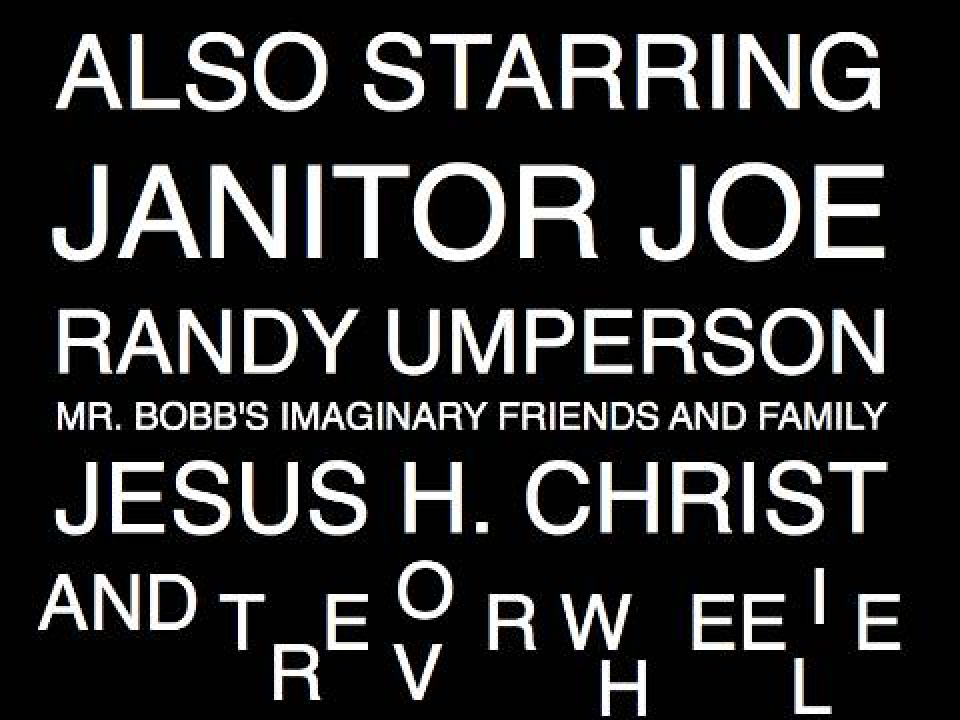 ALSO STARRING
JANITOR JOE
RANDY UMPERSON
MR. BOBB'S IMAGINARY FRIENDS AND FAMILY
JESUS H. CHRIST
AND TREVOR WHEELIE